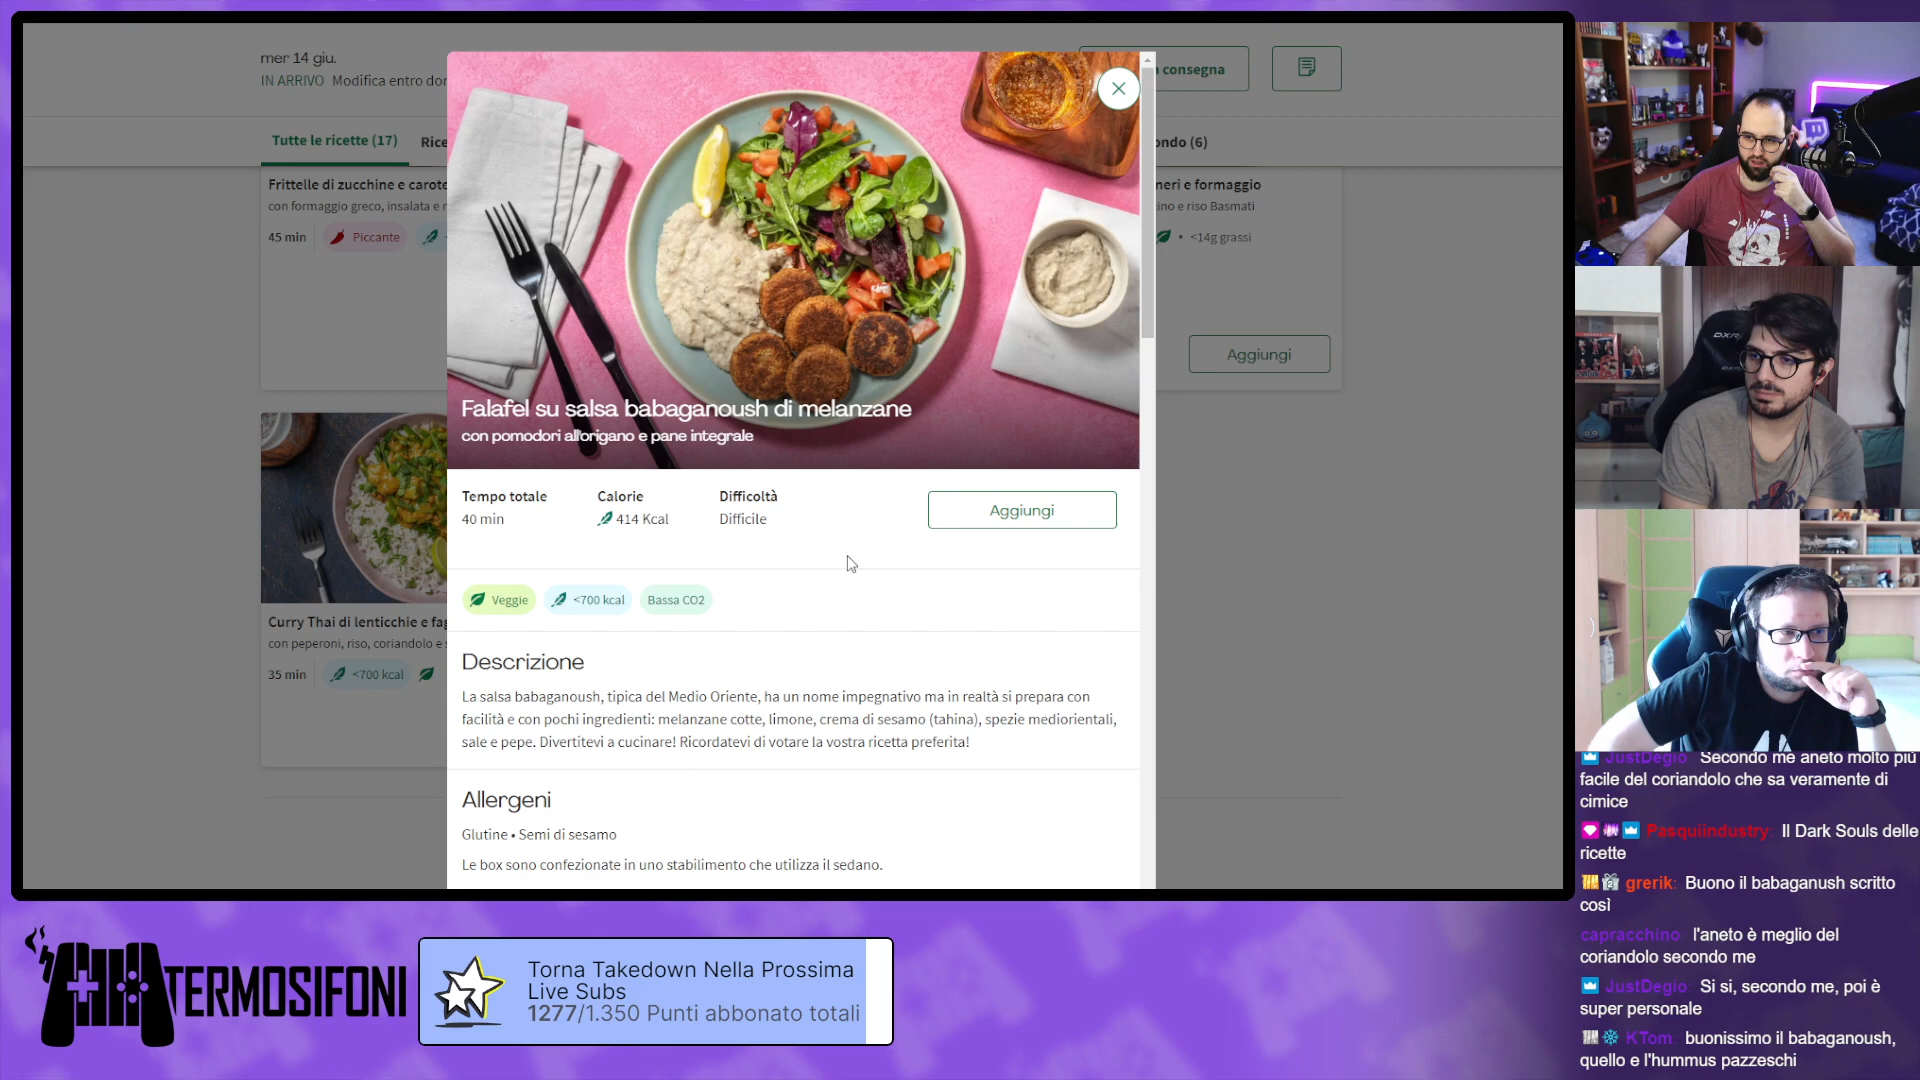 mer 14 giu.
IN ARRIVO Modifica entro
consegna
Tutte le ricette (17)
ondo (6)
Frittelle di zucchine e carote
con formaggio greco, insalata e
45 min Piccante
neri e formaggio
ino e riso Basmati
• <14g grassi
Aggiungi
Curry Thai di lenticchie e
con peperoni, riso, coriandolo e
35 min <700 kcal
Falafel su salsa babaganoush di melanzane
con pomodori all'origano e pane integrale
Tempo totale
40 min
Calorie
414 Kcal
Difficoltà
Difficile
Aggiungi
Veggie <700 kcal Bassa CO2
Descrizione
La salsa babaganoush, tipica del Medio Oriente, ha un nome impegnativo ma in realtà si prepara con
facilità e con pochi ingredienti: melanzane cotte, limone, crema di sesamo (tahina), spezie mediorientali,
sale e pepe. Divertitevi a cucinare! Ricordatevi di votare la vostra ricetta preferita!
Allergeni
Glutine • Semi di sesamo
Le box sono confezionate in uno stabilimento che utilizza il sedano.
JustDegio: Secondo me aneto molto più
facile del coriandolo che sa veramente di
cimice
Pasquiindustry: Il Dark Souls delle
ricette
grerik: Buono il babaganush scritto
così
capracchino: l'aneto è meglio del
coriandolo secondo me
JustDegio: Si si, secondo me, poi è
super personale
KTom: buonissimo il babaganoush,
quello e l'hummus pazzeschi
TERMOSIFONI
Torna Takedown Nella Prossima
Live Subs
1277/1.350 Punti abbonato totali